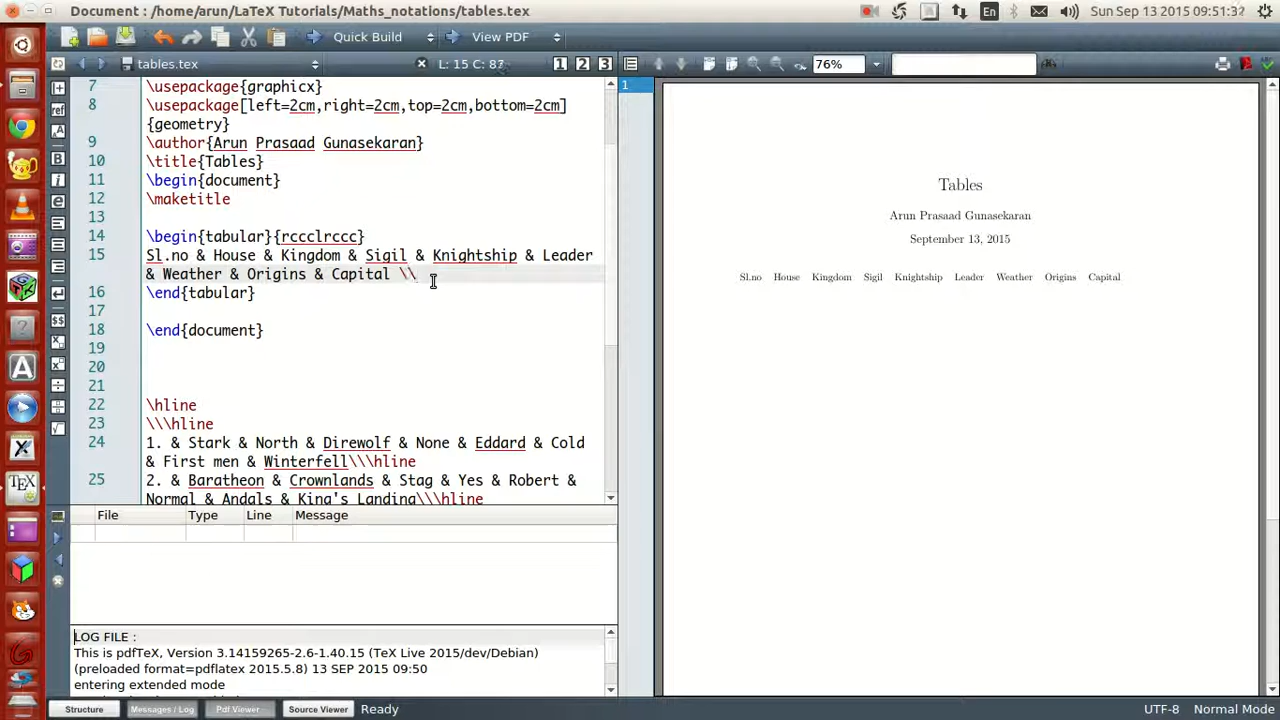 Document : /home/arun/LaTeX Tutorials/Maths_notations/tables.tex
En
Sun Sep 13 2015 09:51:32
Quick Build
View PDF
tables.tex
L: 15 C: 87
1 2 3
76%
7 \usepackage{graphicx}
8 \usepackage[left=2cm,right=2cm,top=2cm,bottom=2cm]
{geometry}
9 \author{Arun Prasaad Gunasekaran}
10 \title{Tables}
11 \begin{document}
12 \maketitle
13
14 \begin{tabular}{rccclrccc}
15 Sl.no & House & Kingdom & Sigil & Knightship & Leader
& Weather & Origins & Capital \\
16 \end{tabular}
17
18 \end{document}
19
20
21
22 \hline
23 \\\hline
24 1. & Stark & North & Direwolf & None & Eddard & Cold
& First men & Winterfell\\\hline
25 2. & Baratheon & Crownlands & Stag & Yes & Robert &
Normal & Andals & King's Landing\\\hline
File Type Line Message
LOG FILE :
This is pdfTeX, Version 3.14159265-2.6-1.40.15 (TeX Live 2015/dev/Debian)
(preloaded format=pdflatex 2015.5.8) 13 SEP 2015 09:50
entering extended mode
1
Tables
Arun Prasaad Gunasekaran
September 13, 2015
Sl.no House Kingdom Sigil Knightship Leader Weather Origins Capital
ref
TEX
Structure
Messages / Log
Pdf Viewer
Source Viewer
Ready
UTF-8
Normal Mode